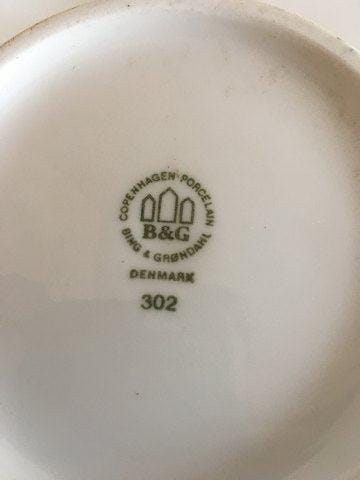 COPENHAGEN PORCELAIN
B&G
BING & GRØNDAHL
DENMARK
302